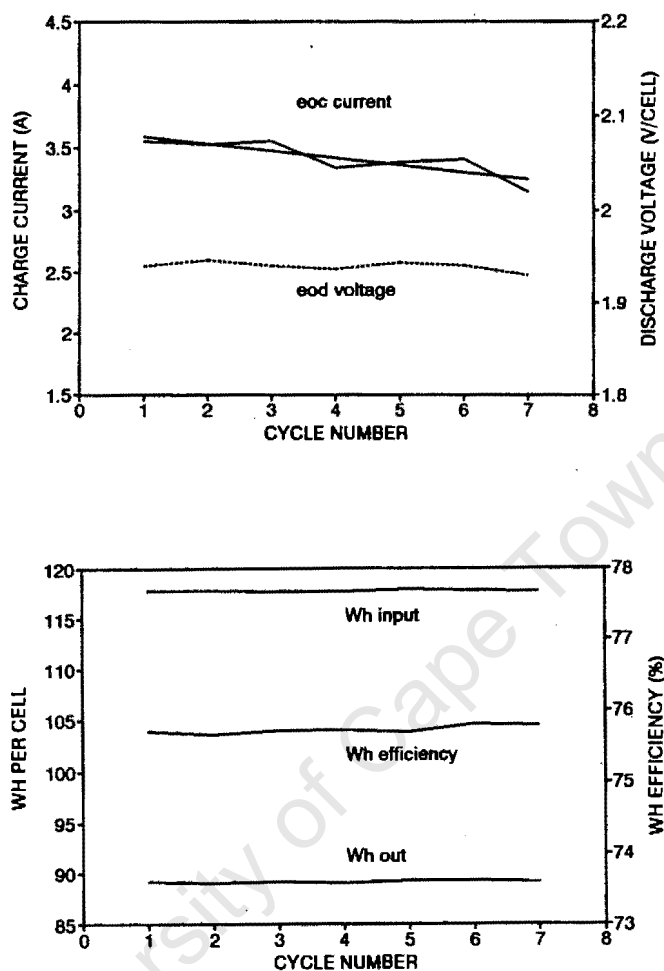 4.5
4
3.5
3
2.5
2
1.5
CHARGE CURRENT (A)
eoc current
eod voltage
2.2
2.1
2
1.9
1.8
DISCHARGE VOLTAGE (V/CELL)
0 1 2 3 4 5 6 7 8
CYCLE NUMBER
120
115
110
105
100
95
90
85
WH PER CELL
Wh input
Wh efficiency
Wh out
78
77
76
75
74
73
WH EFFICIENCY (%)
0 1 2 3 4 5 6 7 8
CYCLE NUMBER
ersity of Cape Town